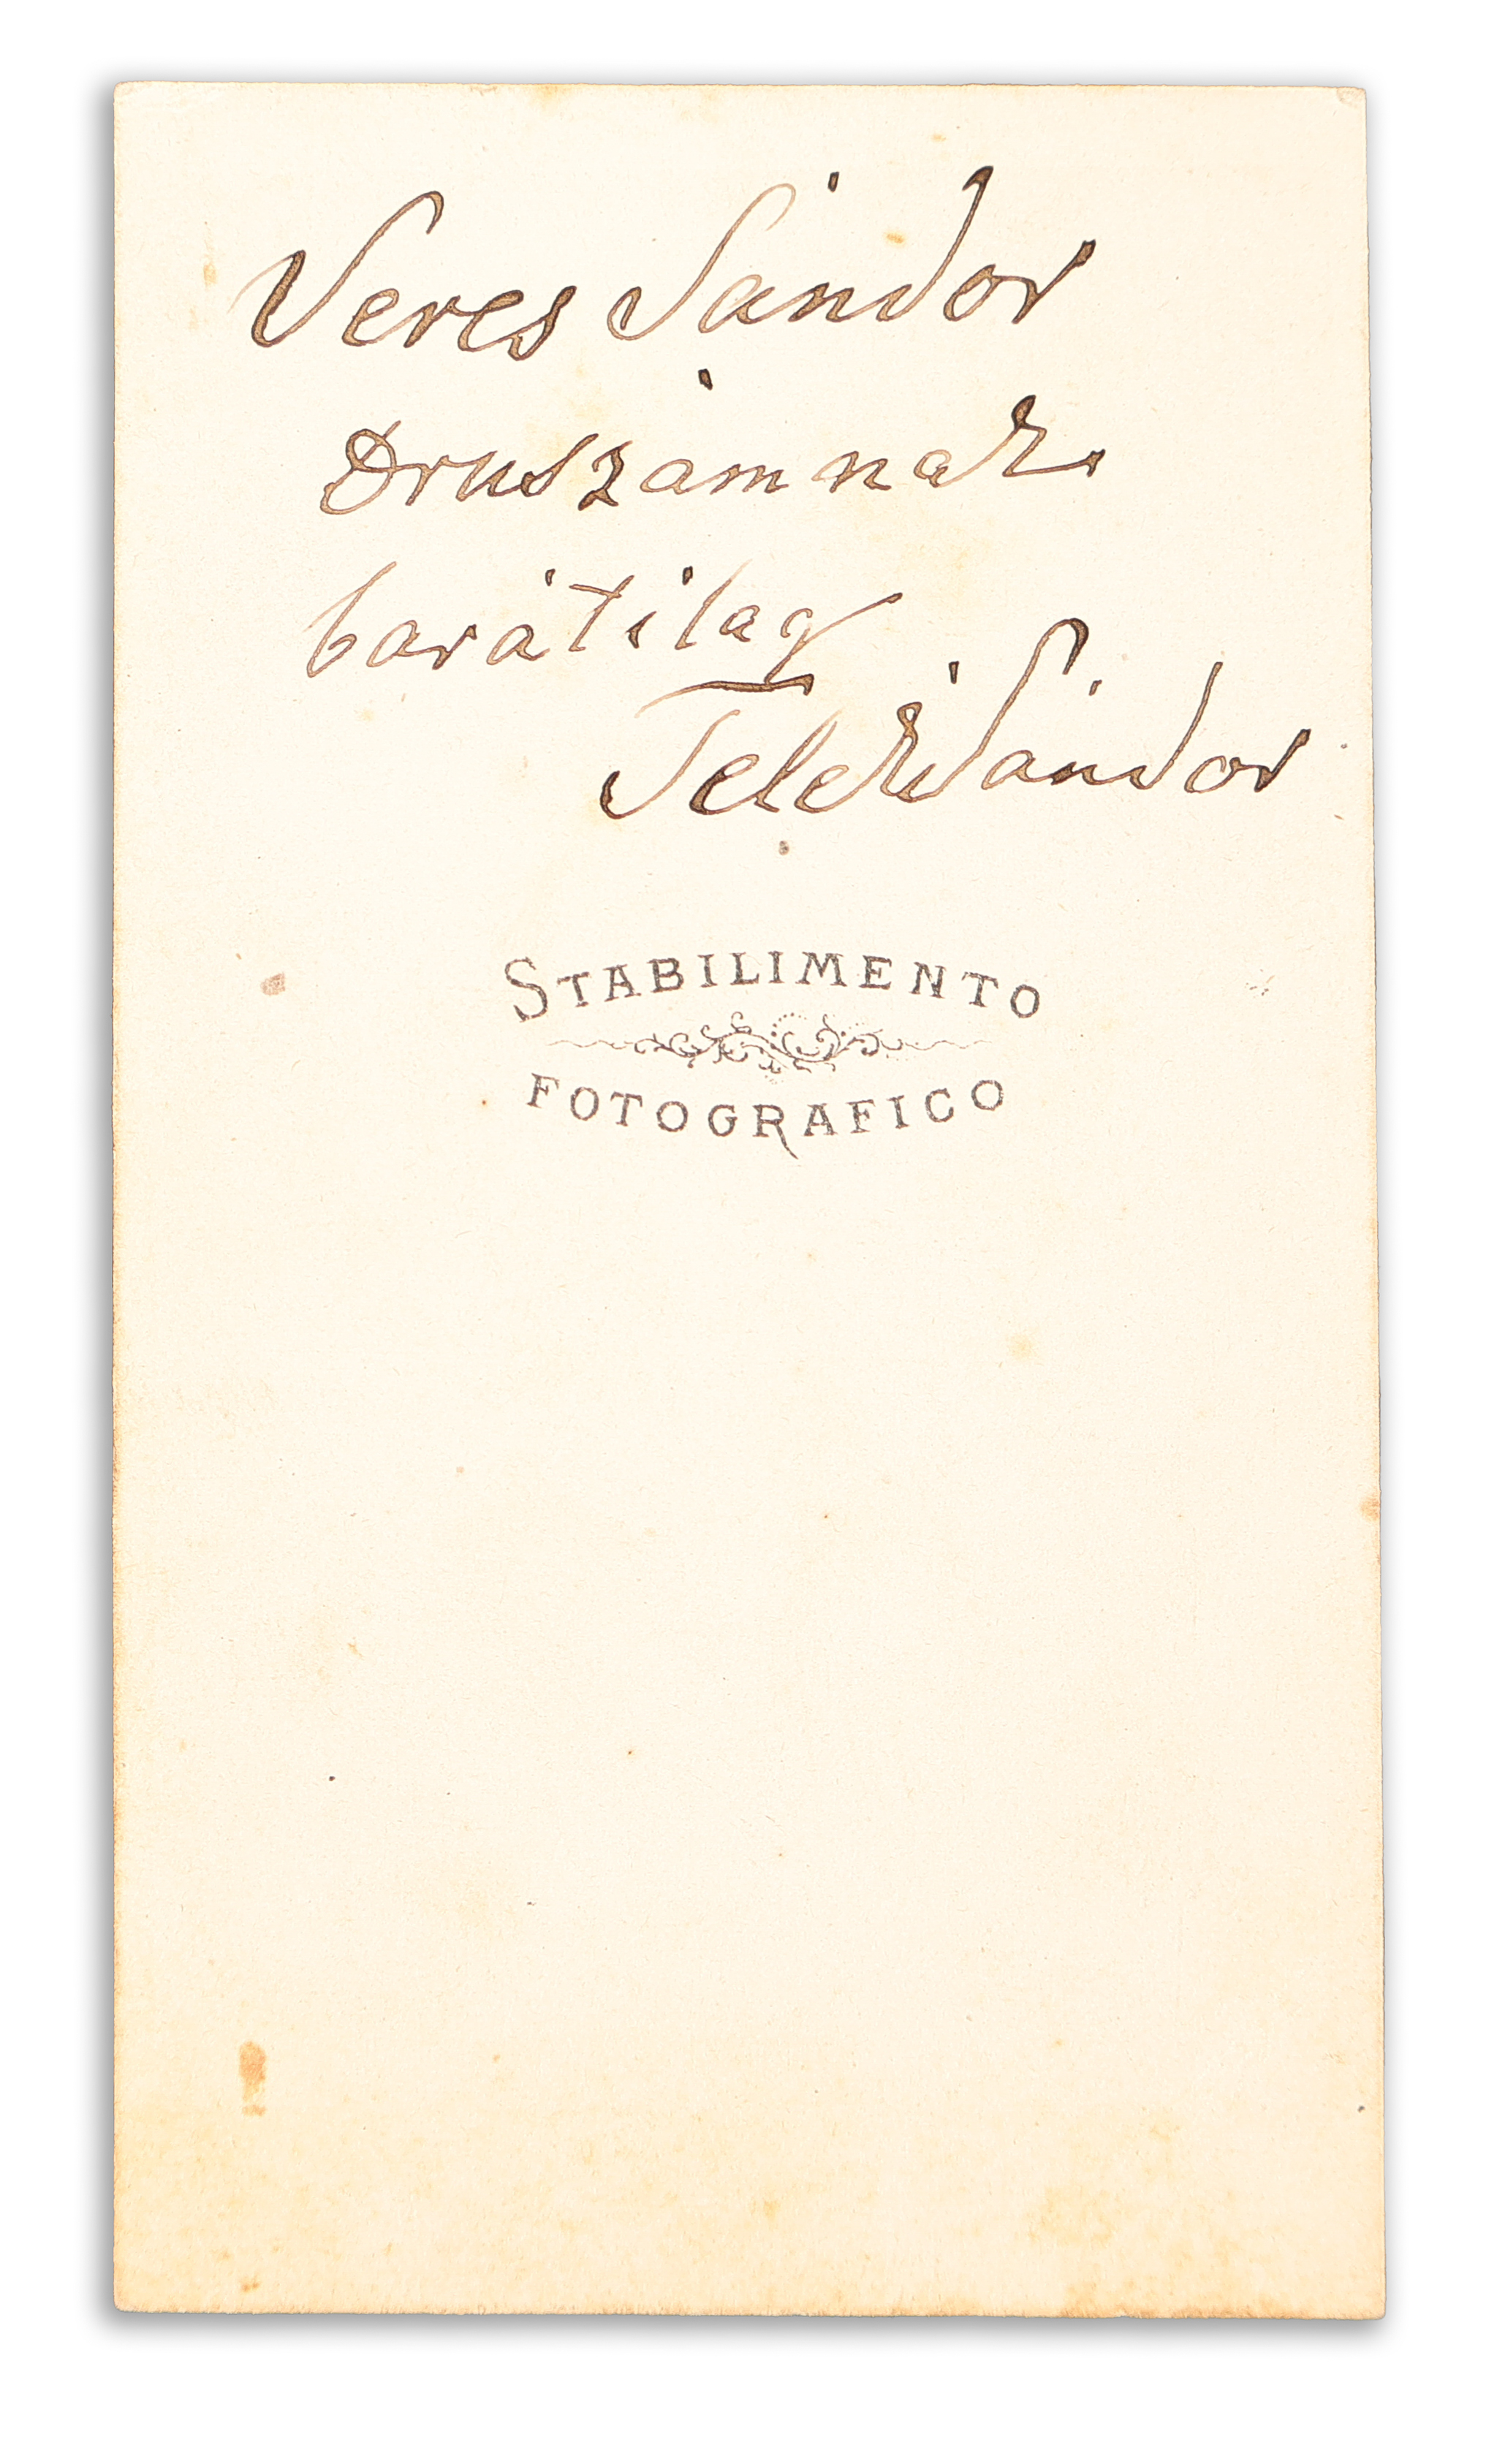 Veres Sándor
Druszámnak
barátilag
Teleki Sándor
STABILIMENTO
FOTOGRAFICO